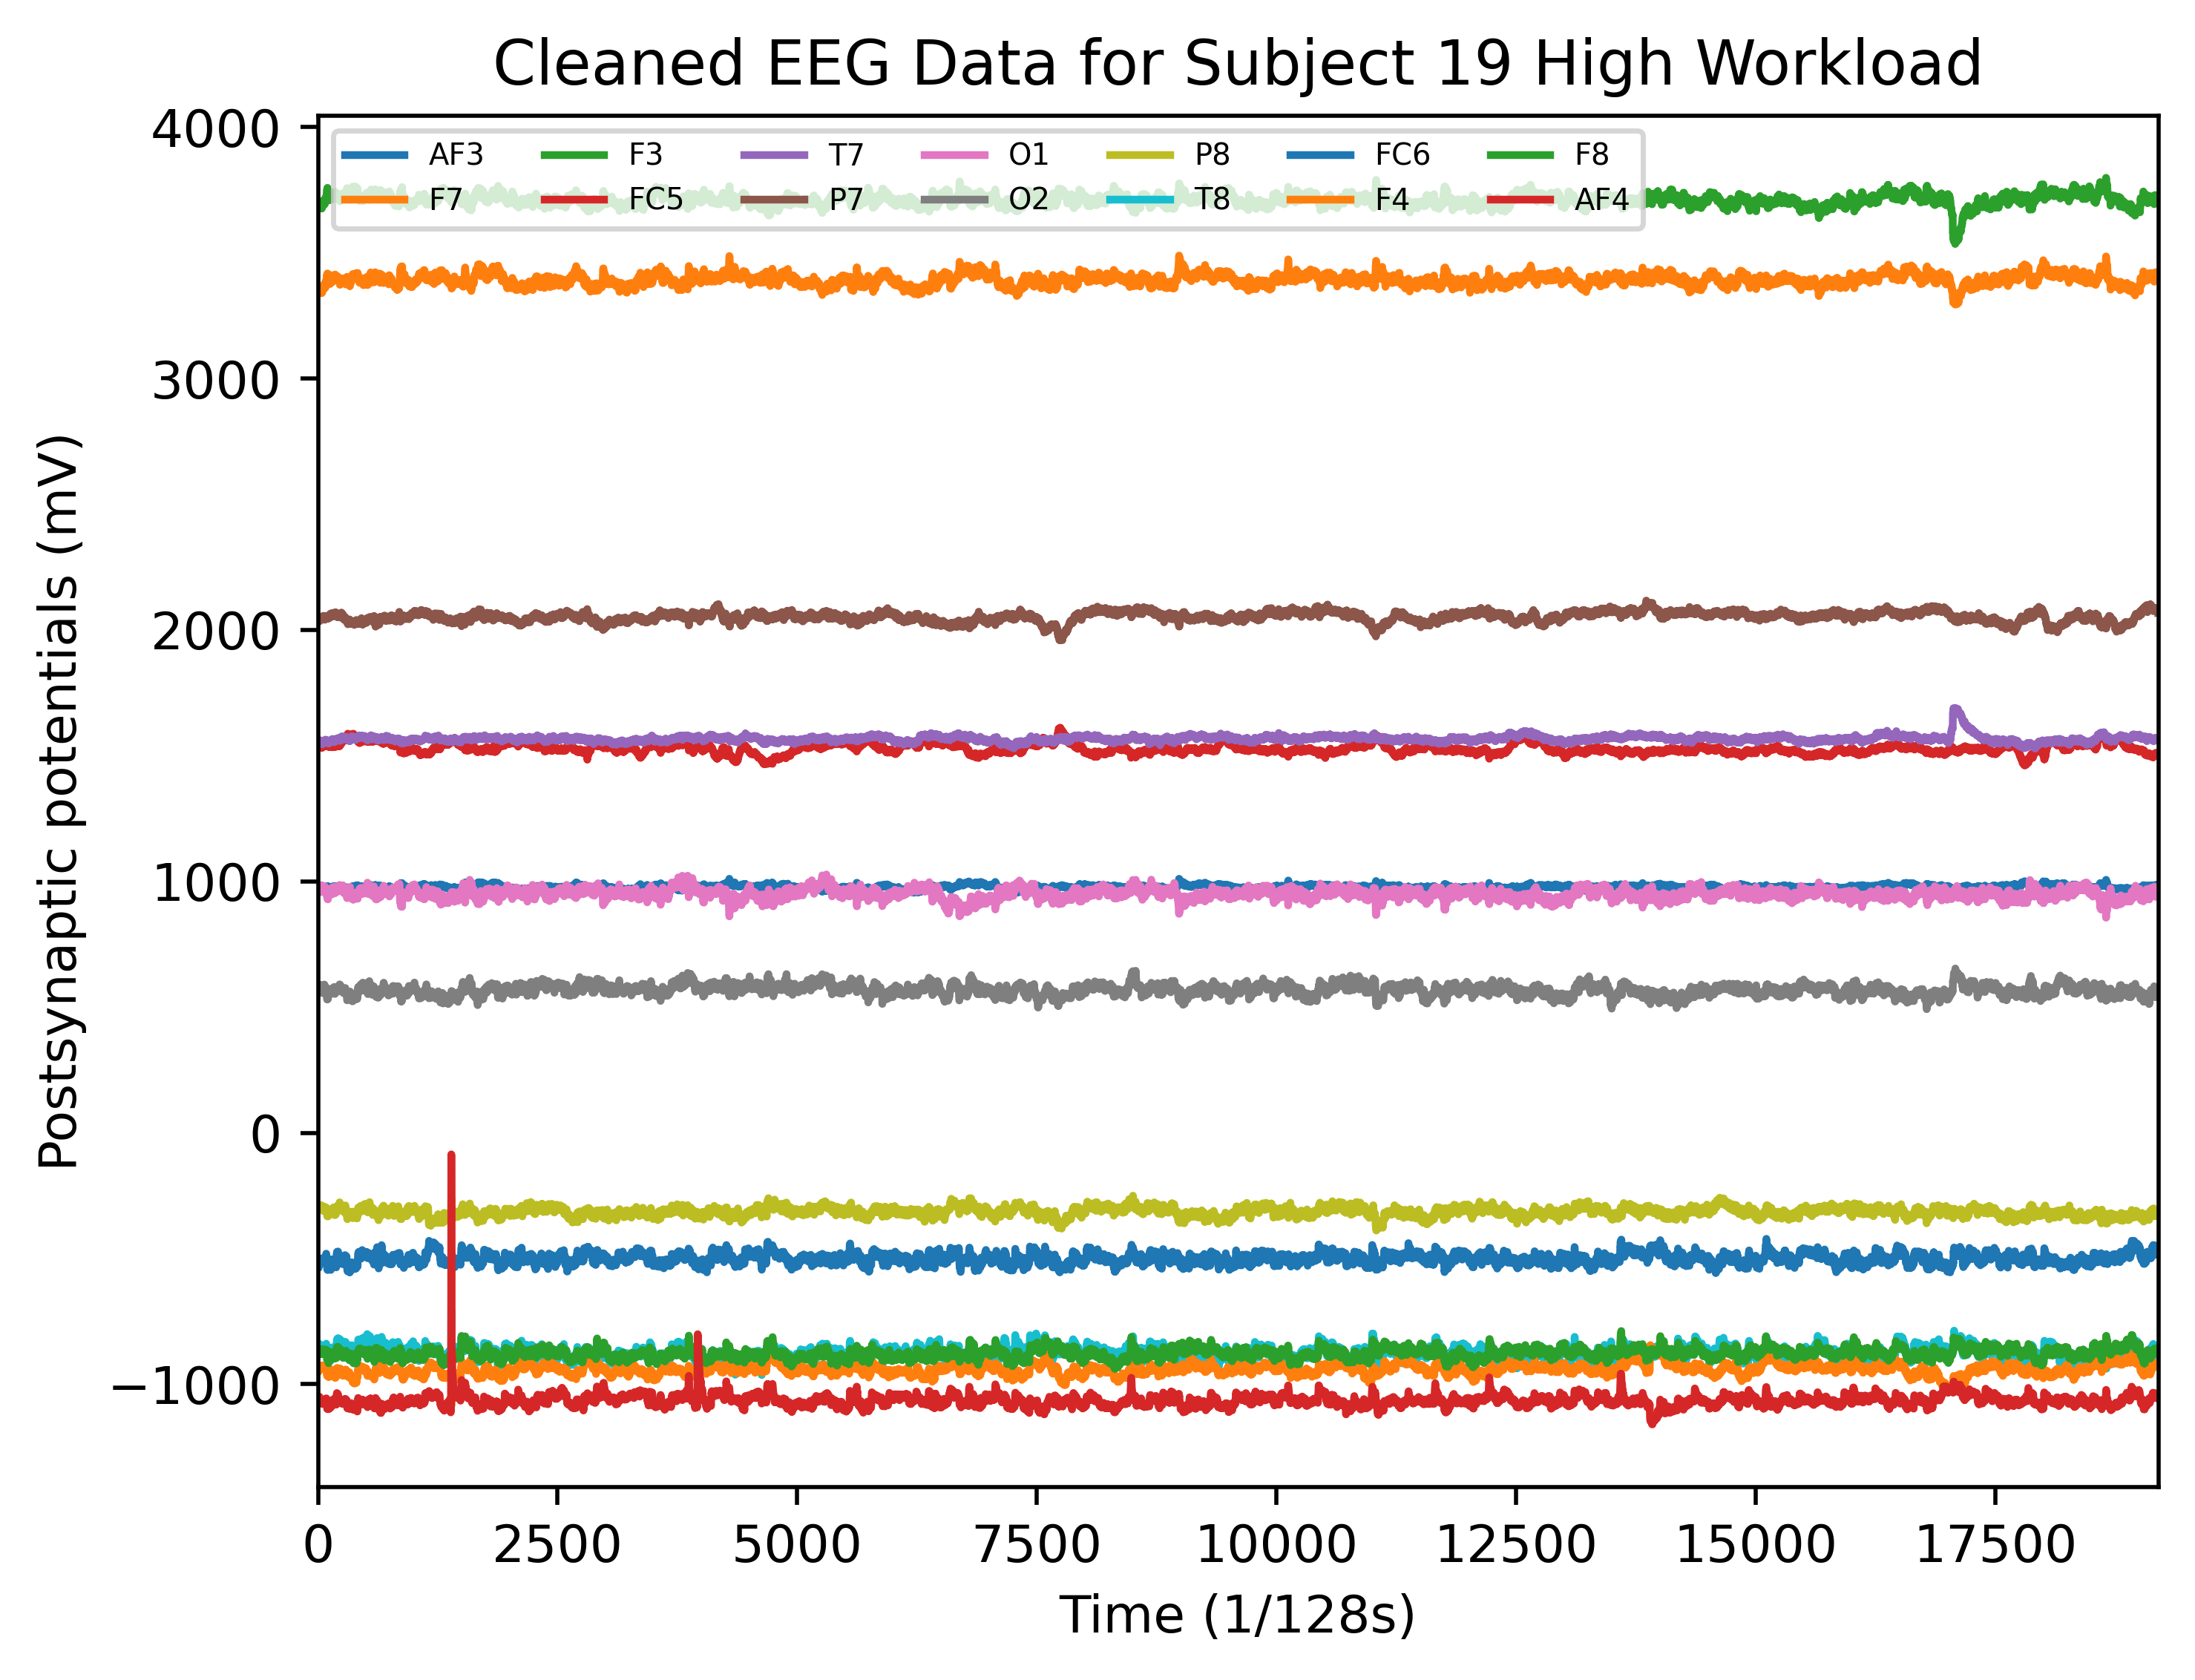 Cleaned EEG Data for Subject 19 High Workload
4000
3000
2000
1000
0
−1000
Postsynaptic potentials (mV)
AF3 F3 T7 O1 P8 FC6 F8
F7 FC5 P7 O2 T8 F4 AF4
0 2500 5000 7500 10000 12500 15000 17500
Time (1/128s)